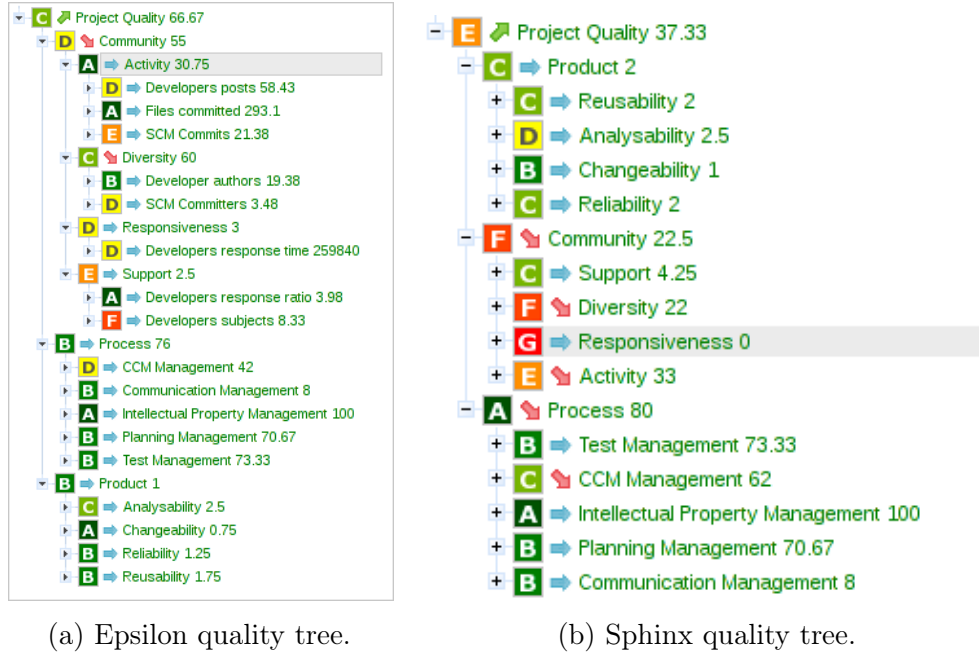 C Project Quality 66.67
D Community 55
A Activity 30.75
D Developers posts 58.43
A Files committed 293.1
E SCM Commits 21.38
C Diversity 60
B Developer authors 19.38
D SCM Committers 3.48
D Responsiveness 3
D Developers response time 259840
E Support 2.5
A Developers response ratio 3.98
F Developers subjects 8.33
B Process 76
D CCM Management 42
B Communication Management 8
A Intellectual Property Management 100
B Planning Management 70.67
B Test Management 73.33
B Product 1
C Analysability 2.5
A Changeability 0.75
B Reliability 1.25
B Reusability 1.75
(a) Epsilon quality tree.
E Project Quality 37.33
C Product 2
C Reusability 2
D Analysability 2.5
B Changeability 1
C Reliability 2
F Community 22.5
C Support 4.25
F Diversity 22
G Responsiveness 0
E Activity 33
A Process 80
B Test Management 73.33
C CCM Management 62
A Intellectual Property Management 100
B Planning Management 70.67
B Communication Management 8
(b) Sphinx quality tree.